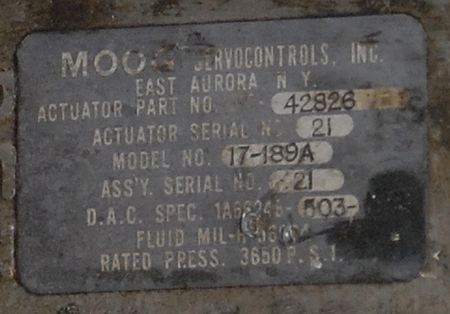 MOOG SERVOCONTROLS, INC.
EAST AURORA N.Y.
ACTUATOR PART NO. 42826
ACTUATOR SERIAL NO. 21
MODEL NO. 17-189A
ASS'Y. SERIAL NO. 21
D.A.C. SPEC. 503-
FLUID
RATED PRESS. 3650 P.S.I.